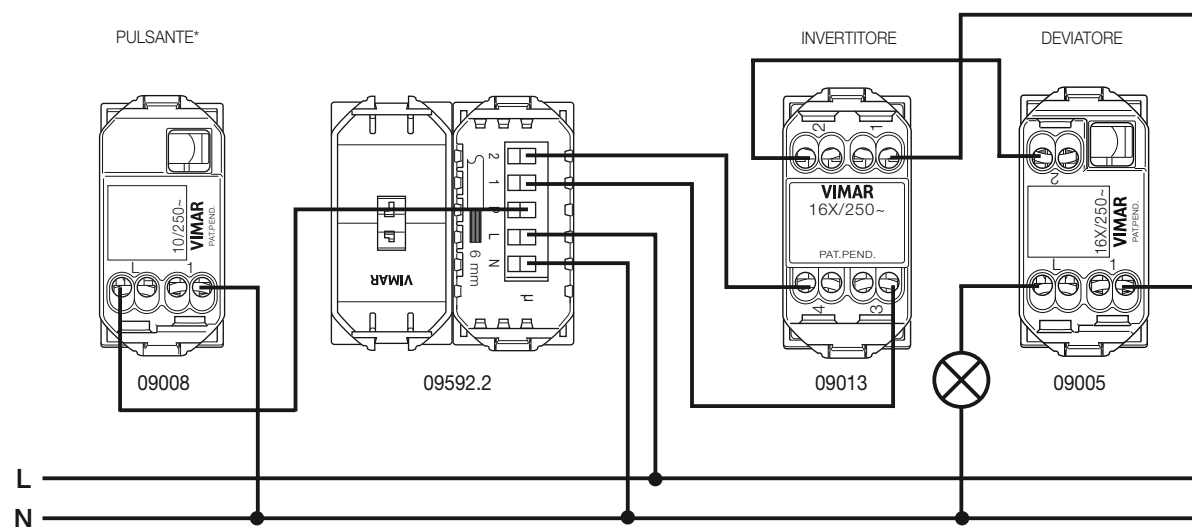 PULSANTE*
INVERTITORE
DEVIATORE
10/250~
VIMAR
PAT.PEND.
L
1
VIMAR
2
1
P
L
N
6 mm
µ
2
1
VIMAR
16X/250~
PAT.PEND.
4
3
2
16X/250~
VIMAR
PAT.PEND.
L
1
09008
09592.2
09013
09005
L
N